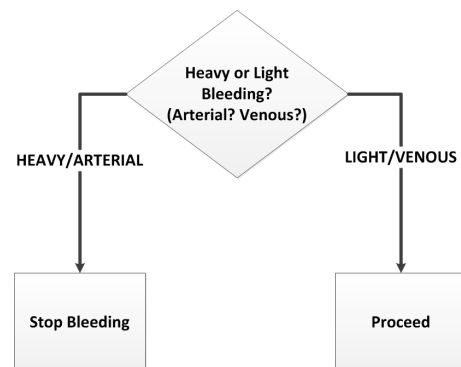 Heavy or Light
Bleeding?
(Arterial? Venous?)
HEAVY/ARTERIAL
LIGHT/VENOUS
Stop Bleeding
Proceed